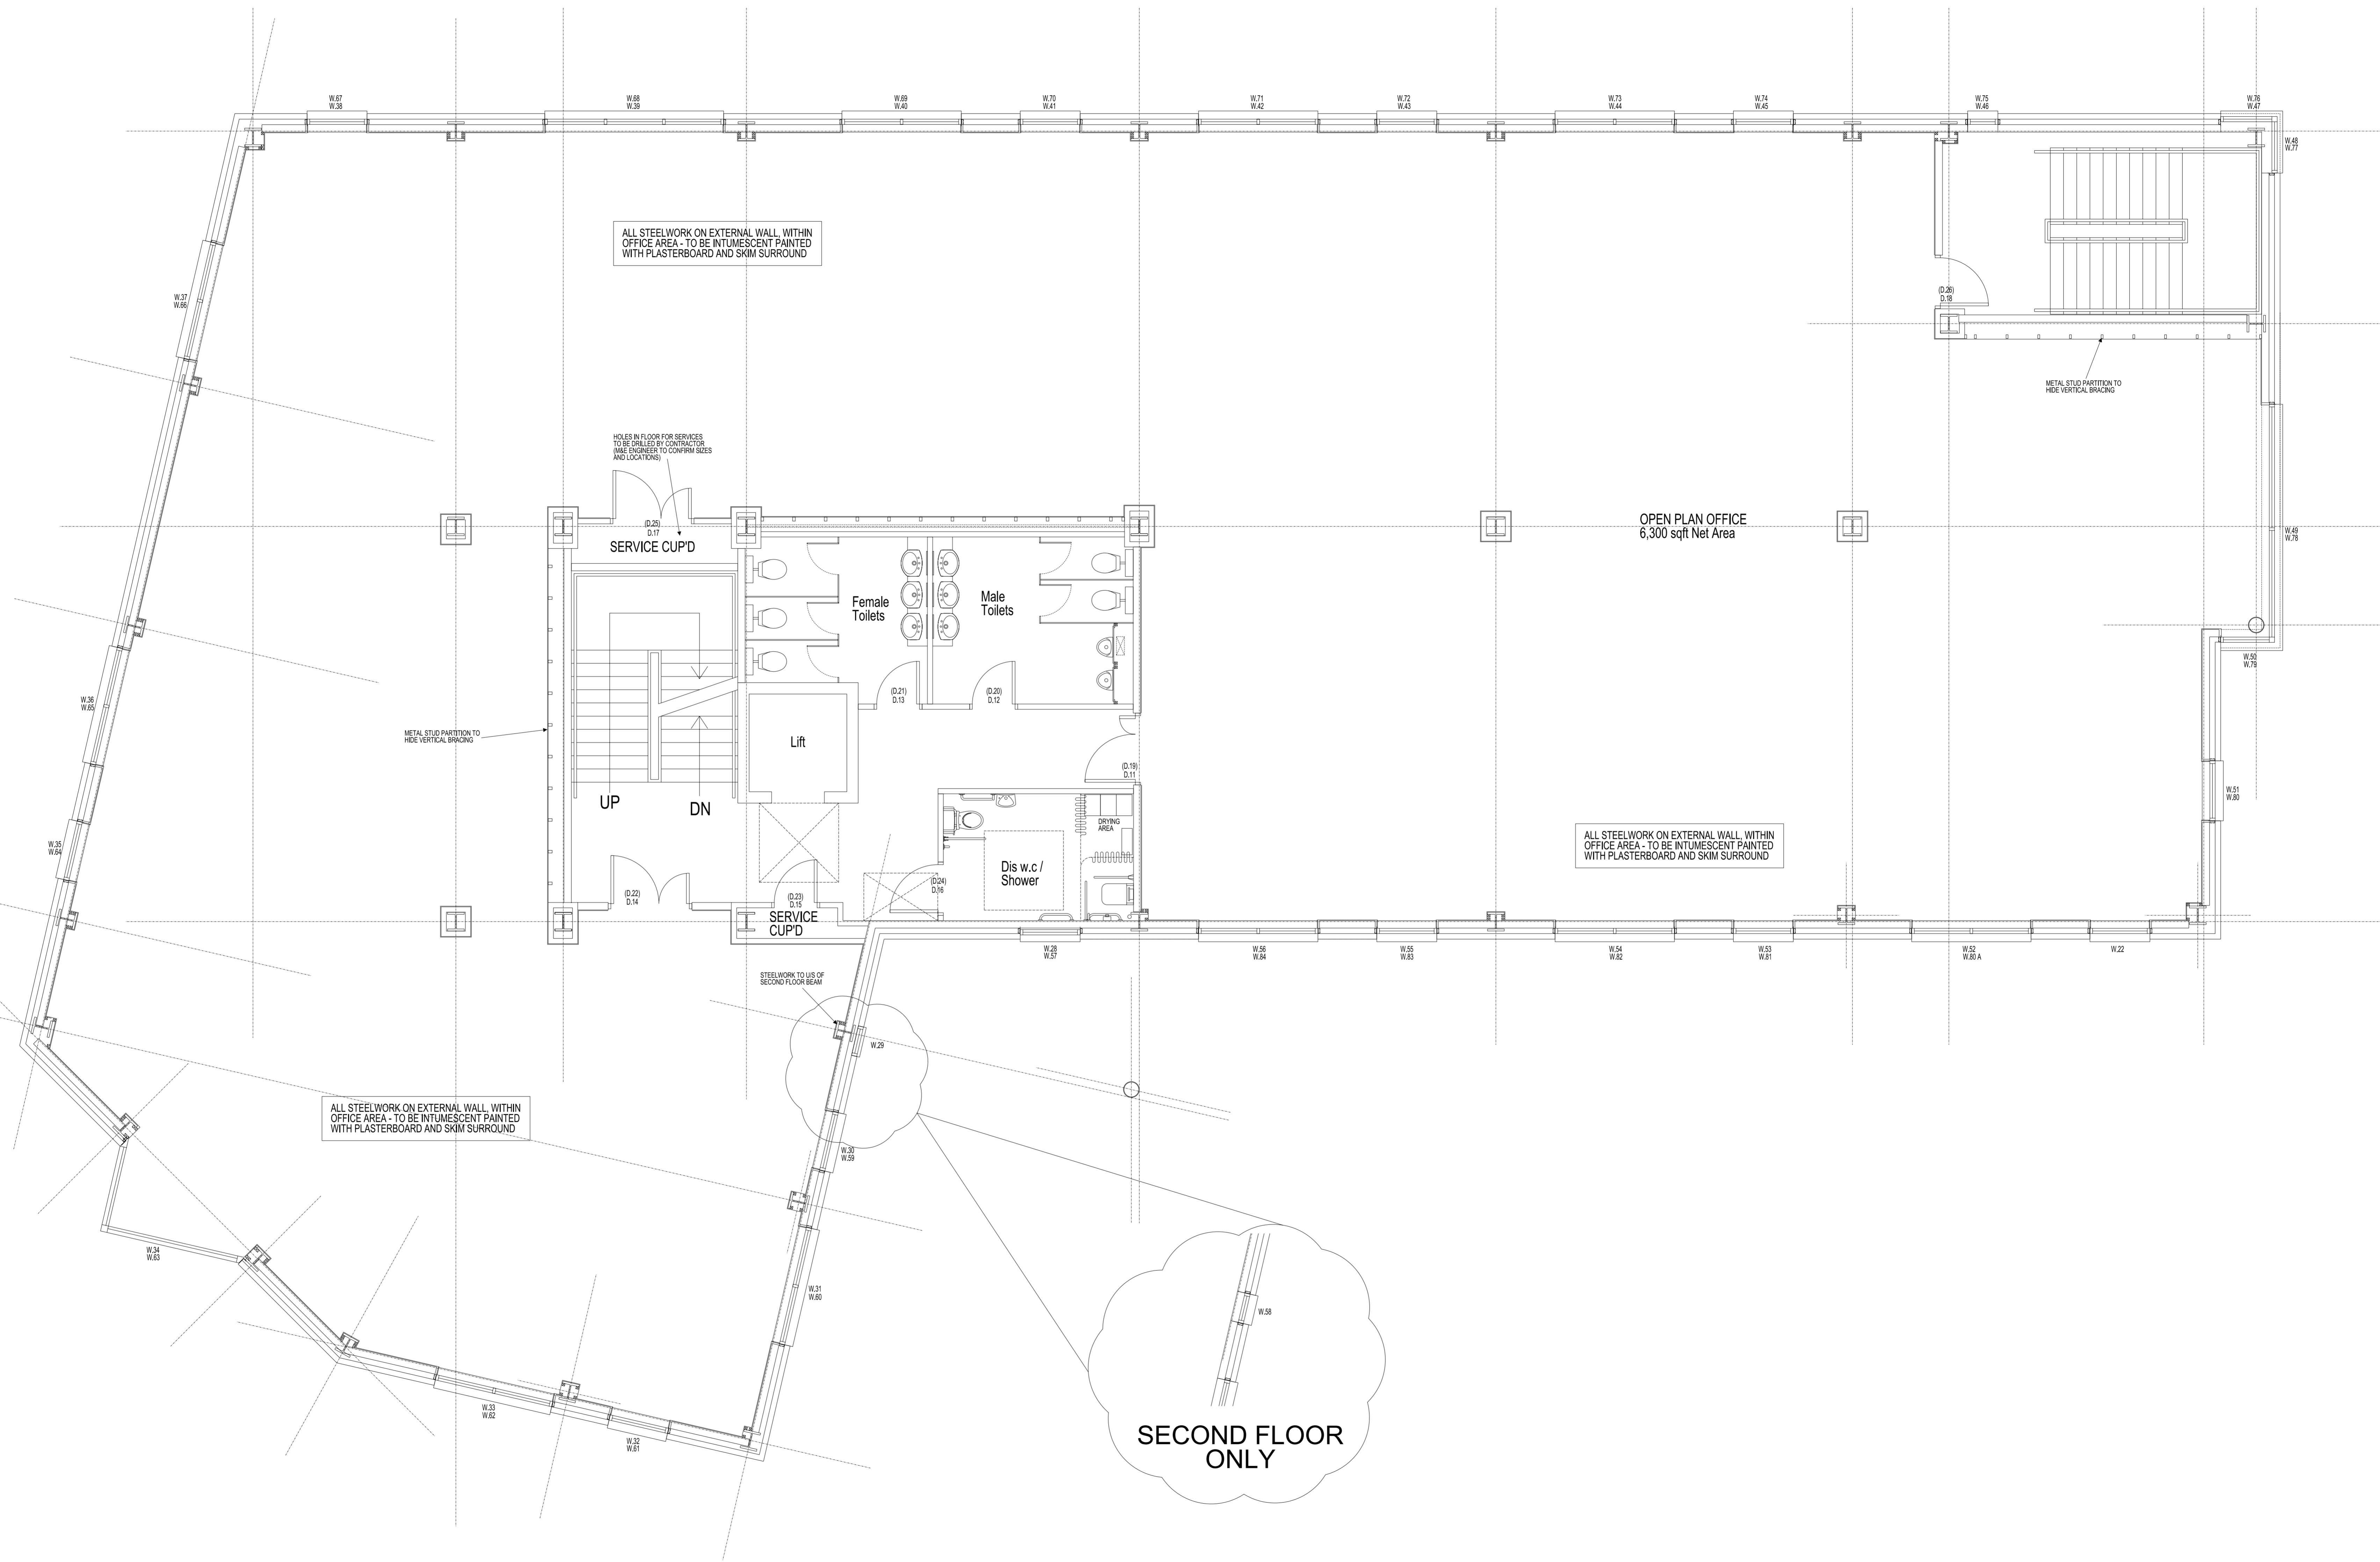 W.67
W.38
W.68
W.39
W.69
W.40
W.70
W.41
W.71
W.42
W.72
W.43
W.73
W.44
W.74
W.45
W.75
W.46
W.76
W.47
W.48
W.77
ALL STEELWORK ON EXTERNAL WALL, WITHIN
OFFICE AREA - TO BE INTUMESCENT PAINTED
WITH PLASTERBOARD AND SKIM SURROUND
W.37
W.66
(D.26)
D.18
METAL STUD PARTITION TO
HIDE VERTICAL BRACING
HOLES IN FLOOR FOR SERVICES
TO BE DRILLED BY CONTRACTOR
(M&E ENGINEER TO CONFIRM SIZES
AND LOCATIONS)
(D.25)
D.17
SERVICE CUP'D
OPEN PLAN OFFICE
6,300 sqft Net Area
W.49
W.78
Female
Toilets
Male
Toilets
W.50
W.79
(D.21)
D.13
(D.20)
D.12
W.36
W.65
METAL STUD PARTITION TO
HIDE VERTICAL BRACING
Lift
(D.19)
D.11
UP
DN
W.51
W.80
DRYING
AREA
ALL STEELWORK ON EXTERNAL WALL, WITHIN
OFFICE AREA - TO BE INTUMESCENT PAINTED
WITH PLASTERBOARD AND SKIM SURROUND
W.35
W.64
Dis w.c /
Shower
(D.24)
D.16
(D.22)
D.14
(D.23)
D.15
SERVICE
CUP'D
W.28
W.57
W.56
W.84
W.55
W.83
W.54
W.82
W.53
W.81
W.52
W.80 A
W.22
STEELWORK TO U/S OF
SECOND FLOOR BEAM
W.29
ALL STEELWORK ON EXTERNAL WALL, WITHIN
OFFICE AREA - TO BE INTUMESCENT PAINTED
WITH PLASTERBOARD AND SKIM SURROUND
W.30
W.59
W.34
W.63
W.31
W.60
W.58
W.33
W.62
W.32
W.61
SECOND FLOOR
ONLY